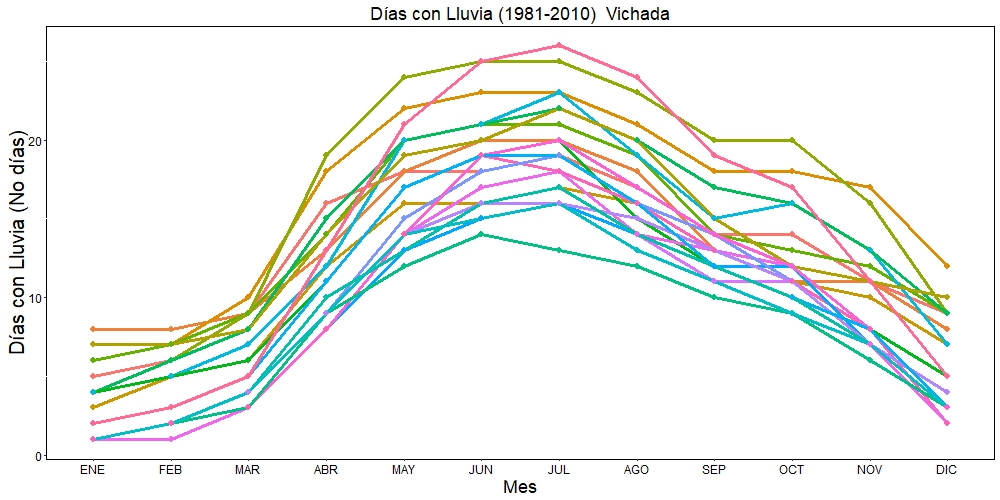 Días con Lluvia (1981-2010)  Vichada
Días con Lluvia (No días)
20
10
0
ENE FEB MAR ABR MAY JUN JUL AGO SEP OCT NOV DIC
Mes